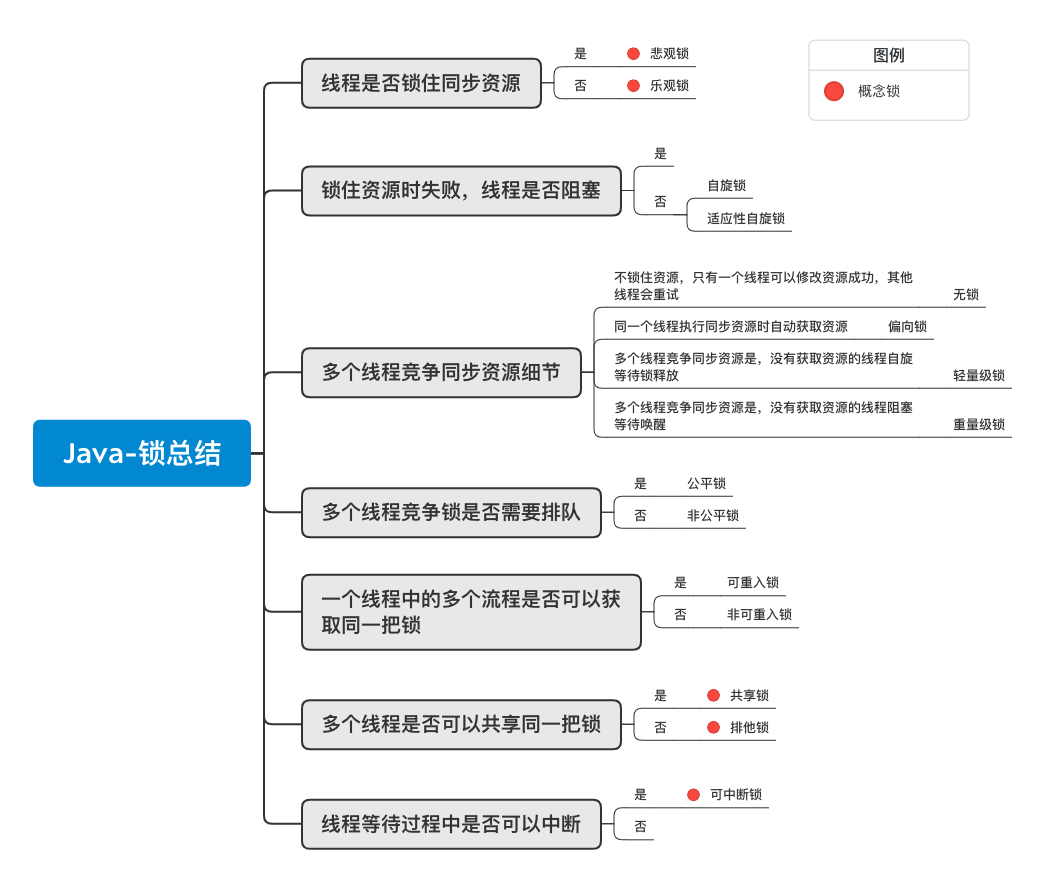 图例
概念锁
Java-锁总结
线程是否锁住同步资源
是
悲观锁
否
乐观锁
锁住资源时失败，线程是否阻塞
是
否
自旋锁
适应性自旋锁
多个线程竞争同步资源细节
不锁住资源，只有一个线程可以修改资源成功，其他
线程会重试
无锁
同一个线程执行同步资源时自动获取资源
偏向锁
多个线程竞争同步资源是，没有获取资源的线程自旋
等待锁释放
轻量级锁
多个线程竞争同步资源是，没有获取资源的线程阻塞
等待唤醒
重量级锁
多个线程竞争锁是否需要排队
是
公平锁
否
非公平锁
一个线程中的多个流程是否可以获
取同一把锁
是
可重入锁
否
非可重入锁
多个线程是否可以共享同一把锁
是
共享锁
否
排他锁
线程等待过程中是否可以中断
是
可中断锁
否